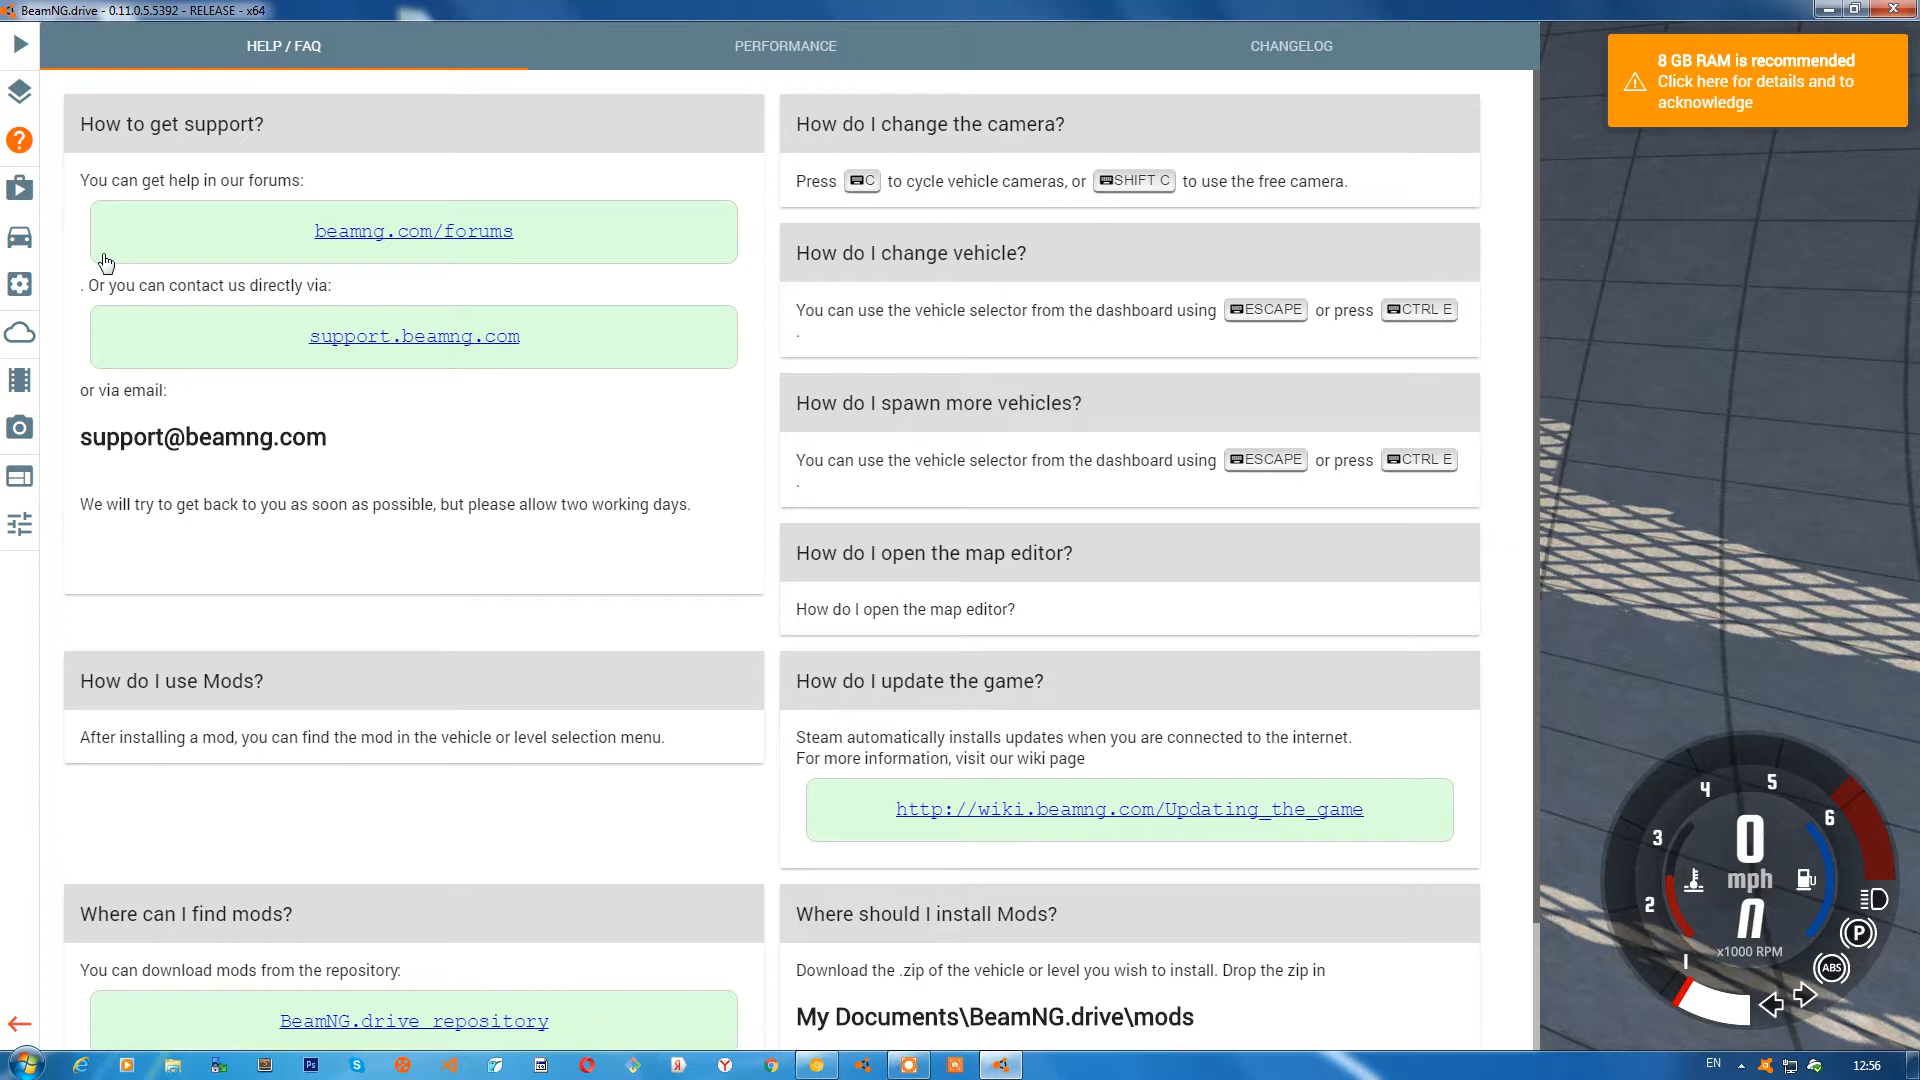 BeamNG.drive - 0.11.0.5.5392 - RELEASE - x64
HELP / FAQ
PERFORMANCE
CHANGELOG
8 GB RAM is recommended
Click here for details and to
acknowledge
How to get support?
You can get help in our forums:
beamng.com/forums
. Or you can contact us directly via:
support.beamng.com
or via email:
support@beamng.com
We will try to get back to you as soon as possible, but please allow two working days.
How do I change the camera?
Press C to cycle vehicle cameras, or SHIFT C to use the free camera.
How do I change vehicle?
You can use the vehicle selector from the dashboard using ESCAPE or press CTRL E
.
How do I spawn more vehicles?
You can use the vehicle selector from the dashboard using ESCAPE or press CTRL E
.
How do I open the map editor?
How do I open the map editor?
How do I use Mods?
After installing a mod, you can find the mod in the vehicle or level selection menu.
How do I update the game?
Steam automatically installs updates when you are connected to the internet.
For more information, visit our wiki page
http://wiki.beamng.com/Updating_the_game
Where can I find mods?
You can download mods from the repository:
BeamNG.drive repository
Where should I install Mods?
Download the .zip of the vehicle or level you wish to install. Drop the zip in
My Documents\BeamNG.drive\mods
1
2
3
4
5
6
0
mph
n
x1000 RPM
P
ABS
EN
12:56